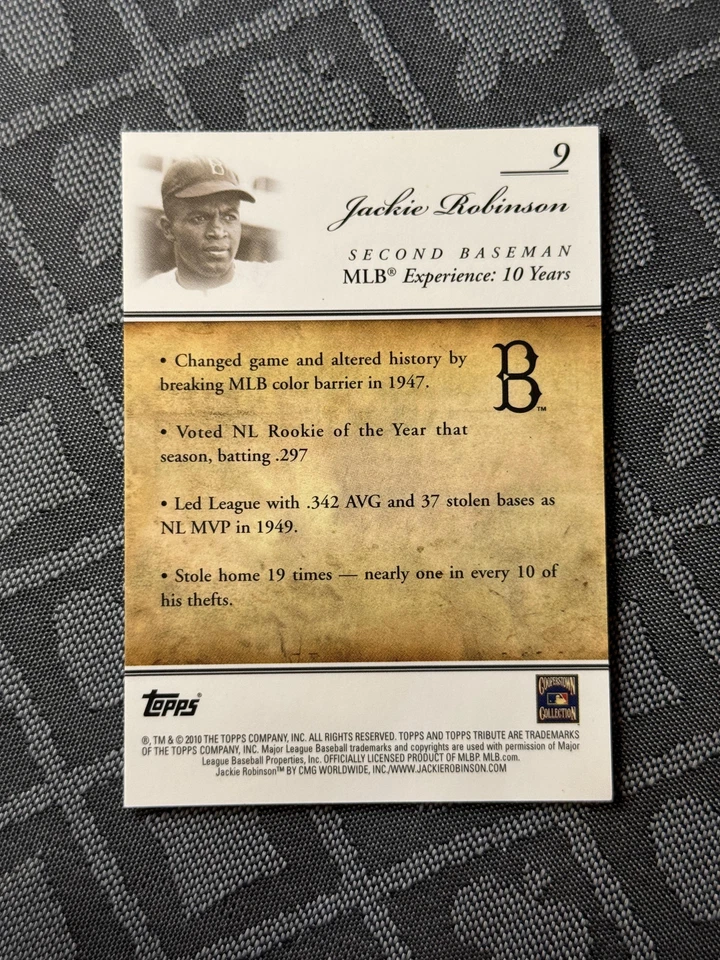 B
9
Jackie Robinson
SECOND BASEMAN
MLB® Experience: 10 Years
• Changed game and altered history by
breaking MLB color barrier in 1947.
B™
• Voted NL Rookie of the Year that
season, batting .297
• Led League with .342 AVG and 37 stolen bases as
NL MVP in 1949.
• Stole home 19 times — nearly one in every 10 of
his thefts.
TOPPS®
COOPERSTOWN
COLLECTION
®, TM & © 2010 THE TOPPS COMPANY, INC. ALL RIGHTS RESERVED. TOPPS AND TOPPS TRIBUTE ARE TRADEMARKS
OF THE TOPPS COMPANY, INC. Major League Baseball trademarks and copyrights are used with permission of Major
League Baseball Properties, Inc. OFFICIALLY LICENSED PRODUCT OF MLBP. MLB.com.
Jackie Robinson™ BY CMG WORLDWIDE, INC./WWW.JACKIEROBINSON.COM